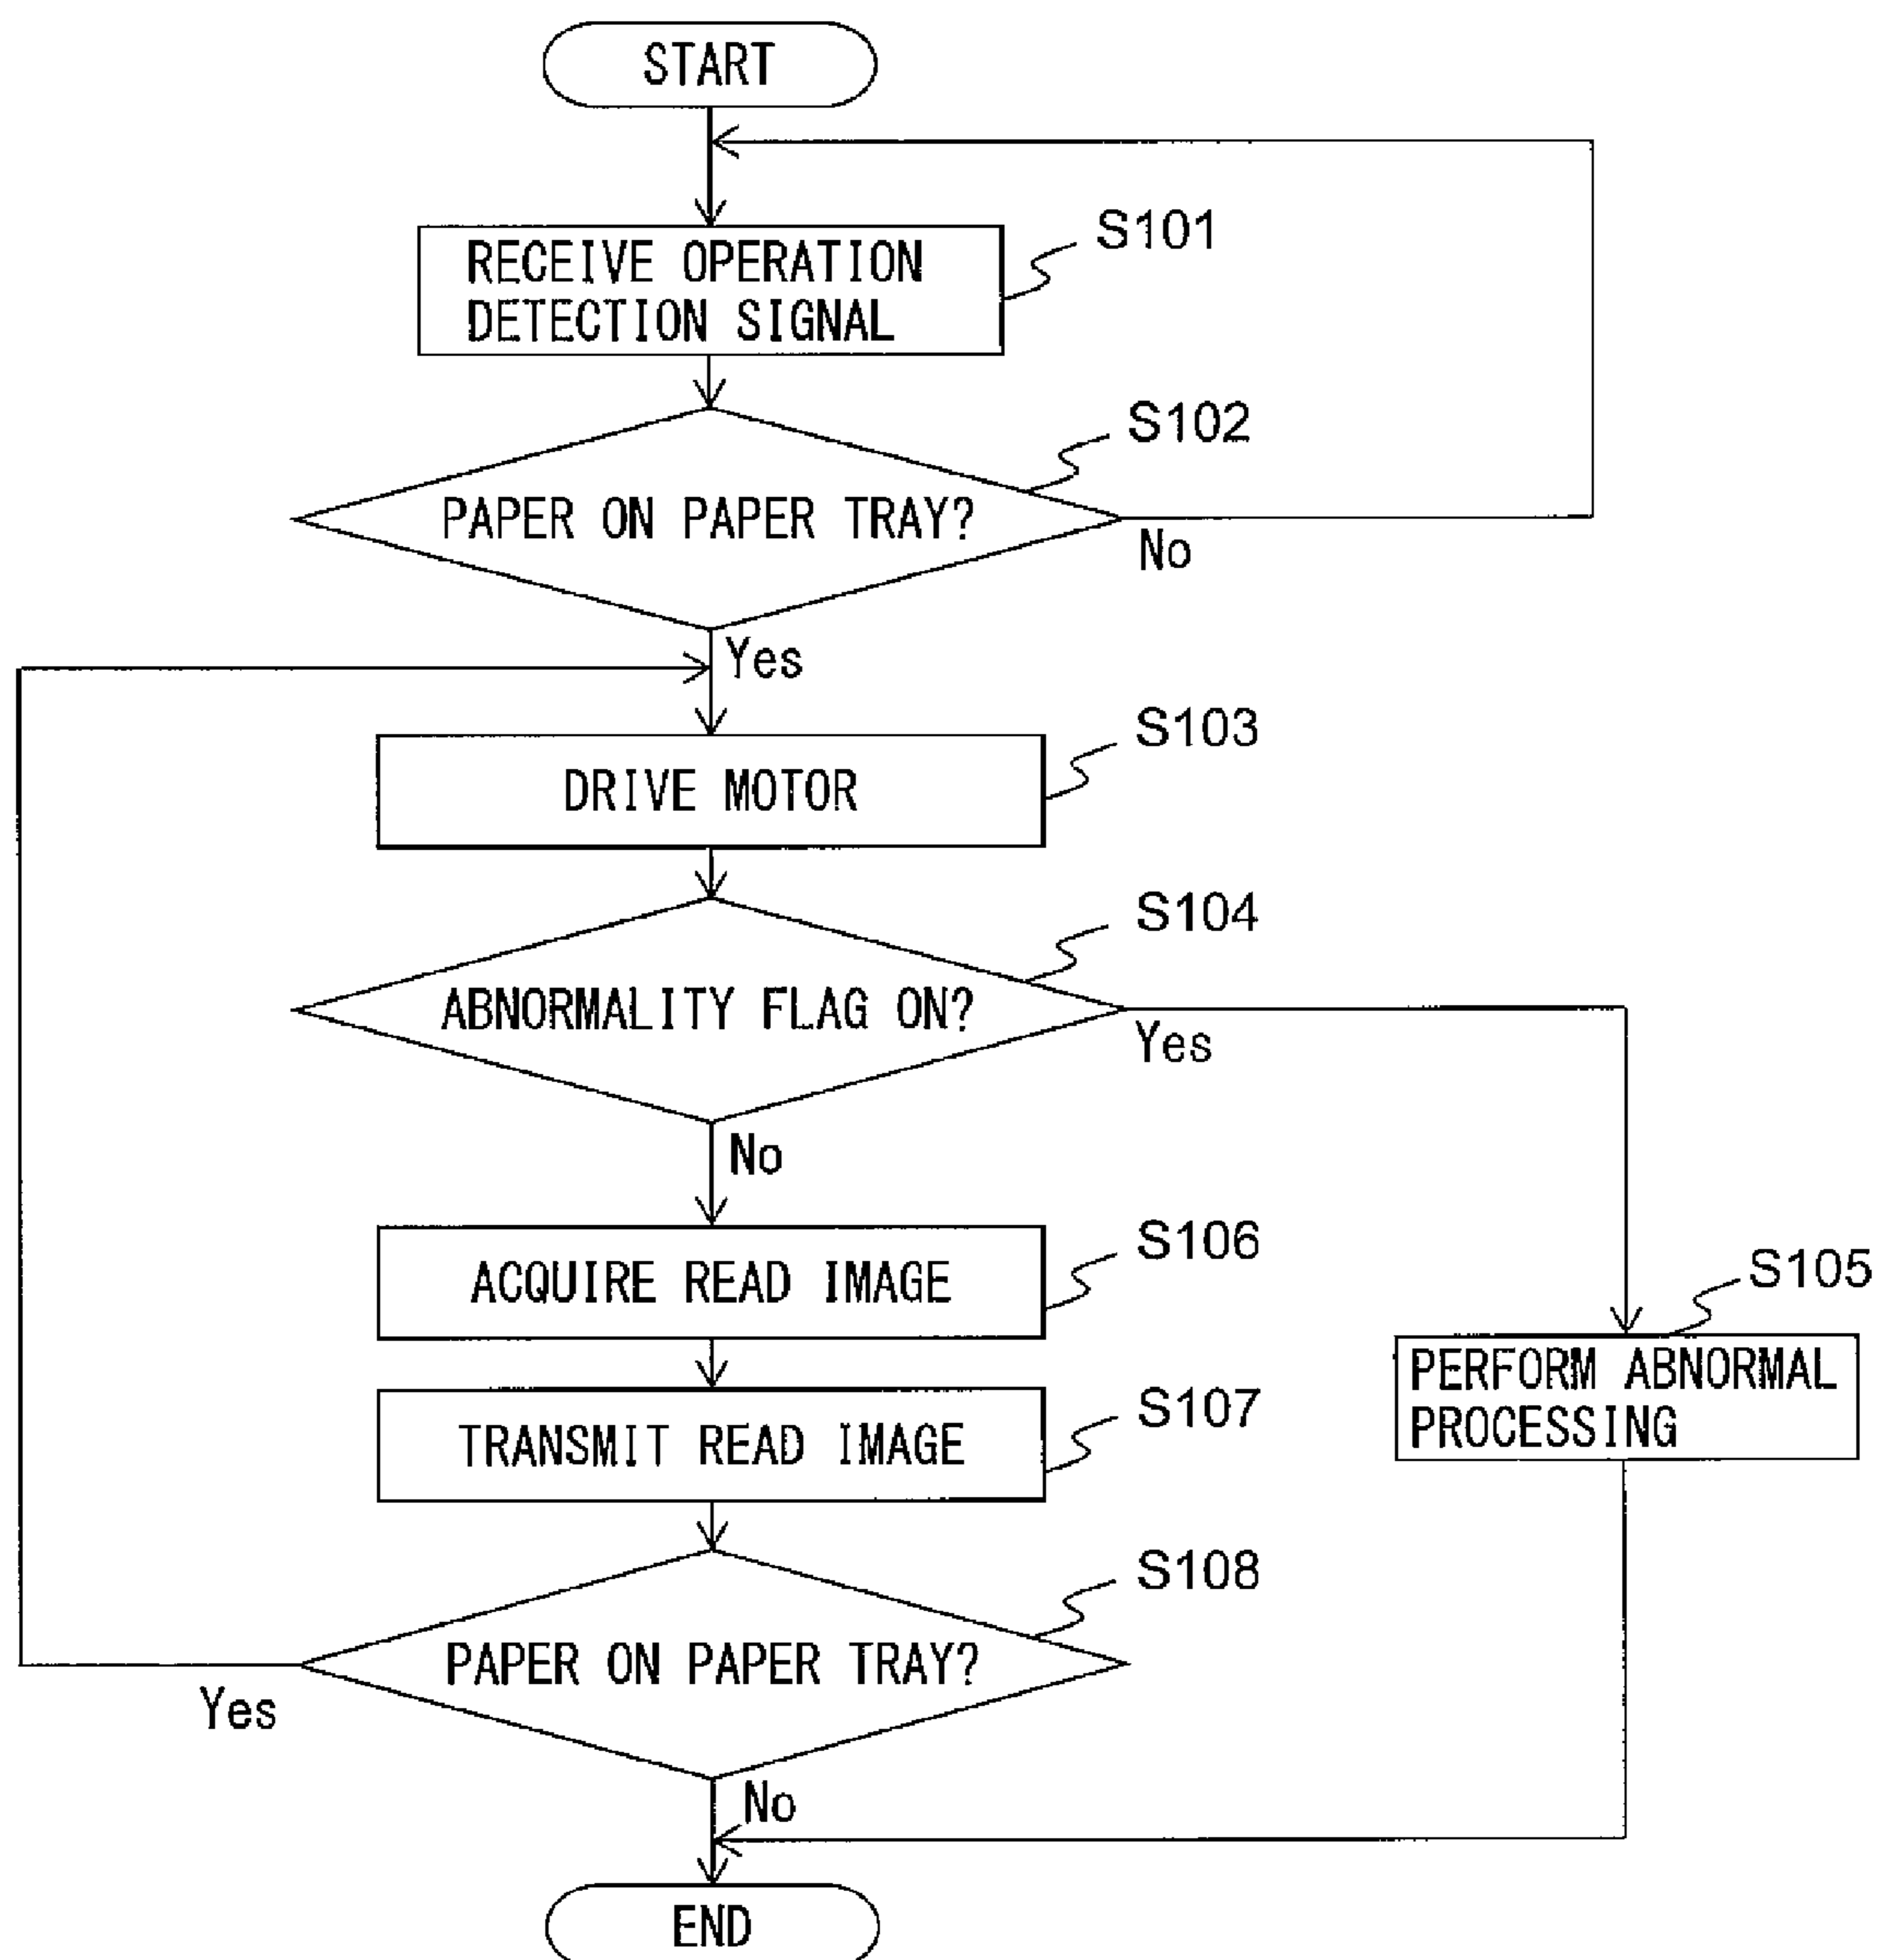 START
S101
RECEIVE OPERATION
DETECTION SIGNAL
S102
PAPER ON PAPER TRAY?
No
Yes
S103
DRIVE MOTOR
S104
ABNORMALITY FLAG ON?
Yes
No
S106
ACQUIRE READ IMAGE
S105
PERFORM ABNORMAL
PROCESSING
S107
TRANSMIT READ IMAGE
S108
PAPER ON PAPER TRAY?
Yes
No
END